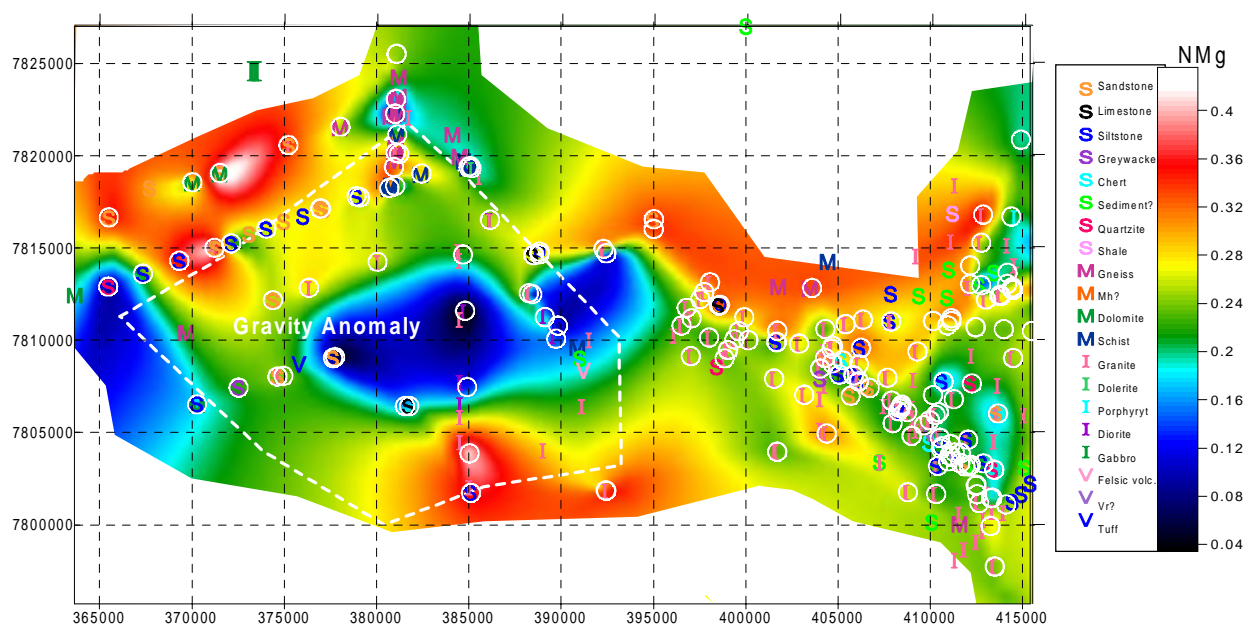 NMg
7825000
7820000
7815000
7810000
7805000
7800000
Gravity Anomaly
365000 370000 375000 380000 385000 390000 395000 400000 405000 410000 415000
S Sandstone
S Limestone
S Siltstone
S Greywacke
S Chert
S Sediment?
S Quartzite
S Shale
M Gneiss
M Mh?
M Dolomite
M Schist
I Granite
I Dolerite
I Porphyryt
I Diorite
I Gabbro
V Felsic volc.
V Vr?
V Tuff
0.4
0.36
0.32
0.28
0.24
0.2
0.16
0.12
0.08
0.04